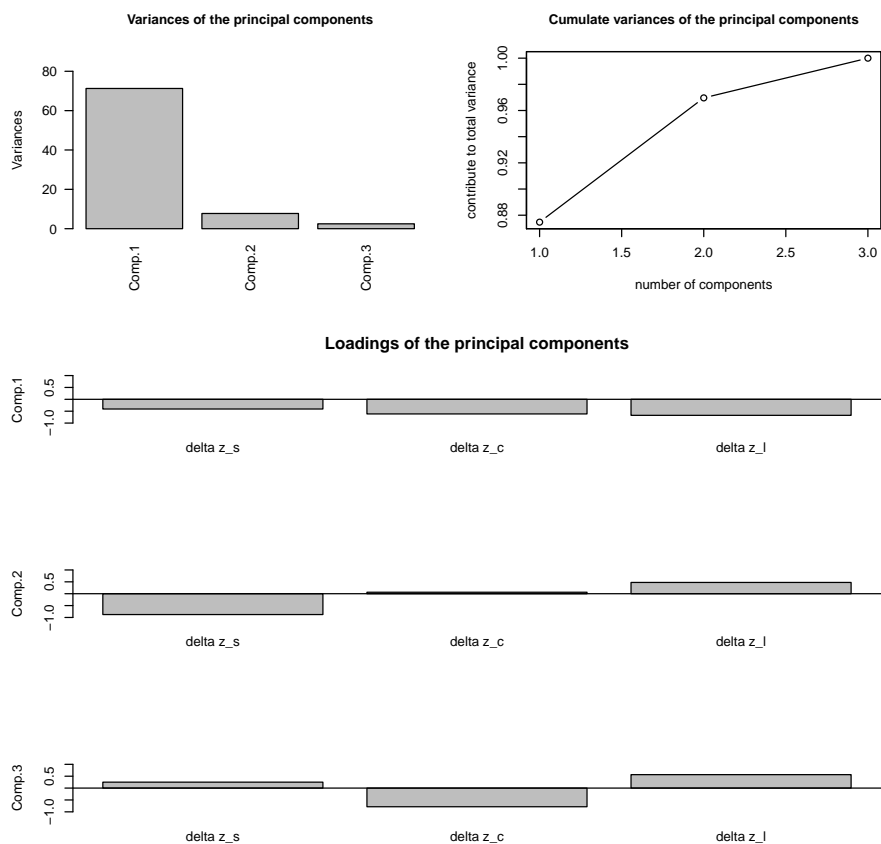 Variances of the principal components
Variances
80
60
40
20
0
Comp.1
Comp.2
Comp.3
Cumulate variances of the principal components
contribute to total variance
1.00
0.96
0.92
0.88
1.0 1.5 2.0 2.5 3.0
number of components
Loadings of the principal components
Comp.1
0.5
−1.0
delta z_s delta z_c delta z_l
Comp.2
0.5
−1.0
delta z_s delta z_c delta z_l
Comp.3
0.5
−1.0
delta z_s delta z_c delta z_l